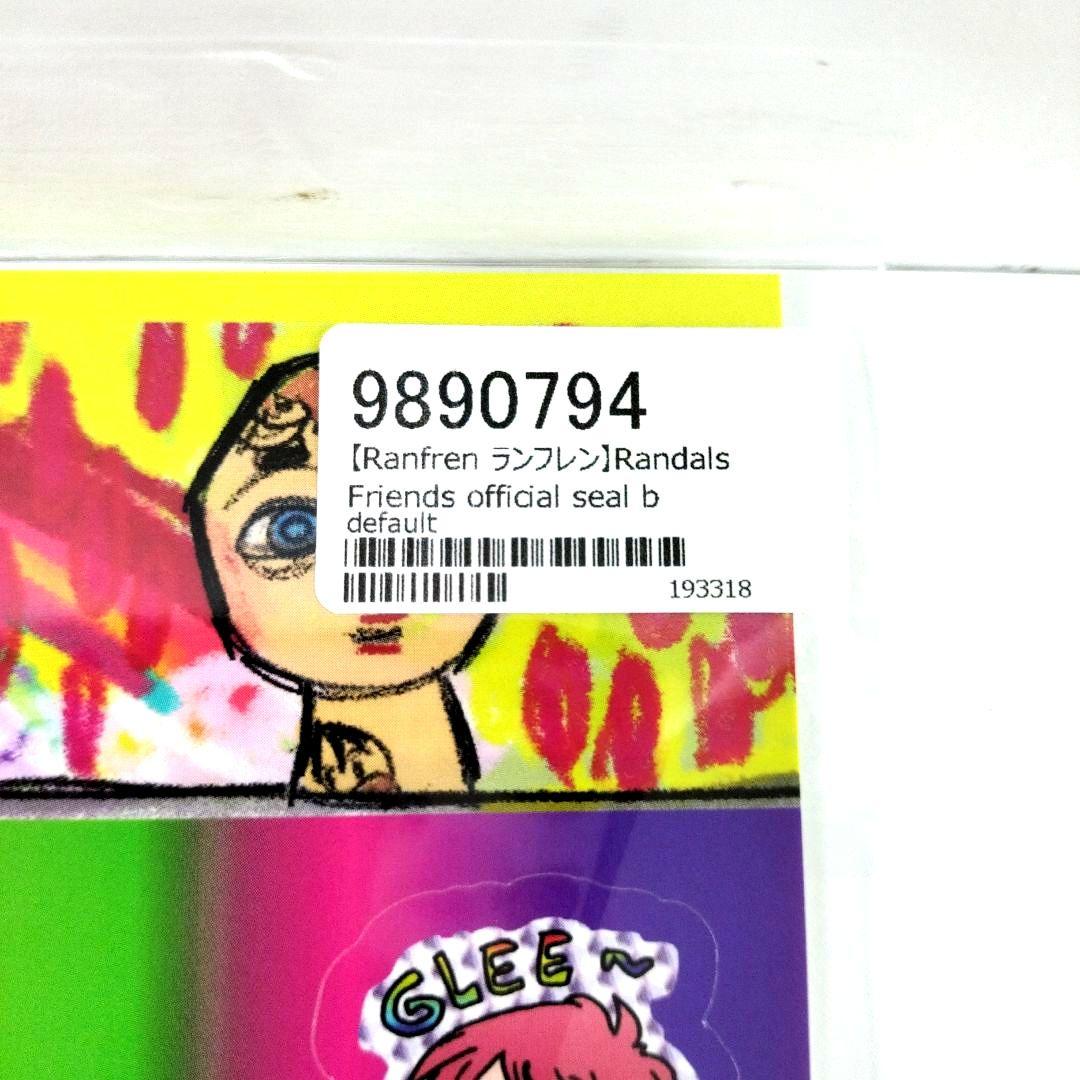 9890794
【Ranfren ランフレン】Randals
Friends official seal b
default
193318
GLEE~